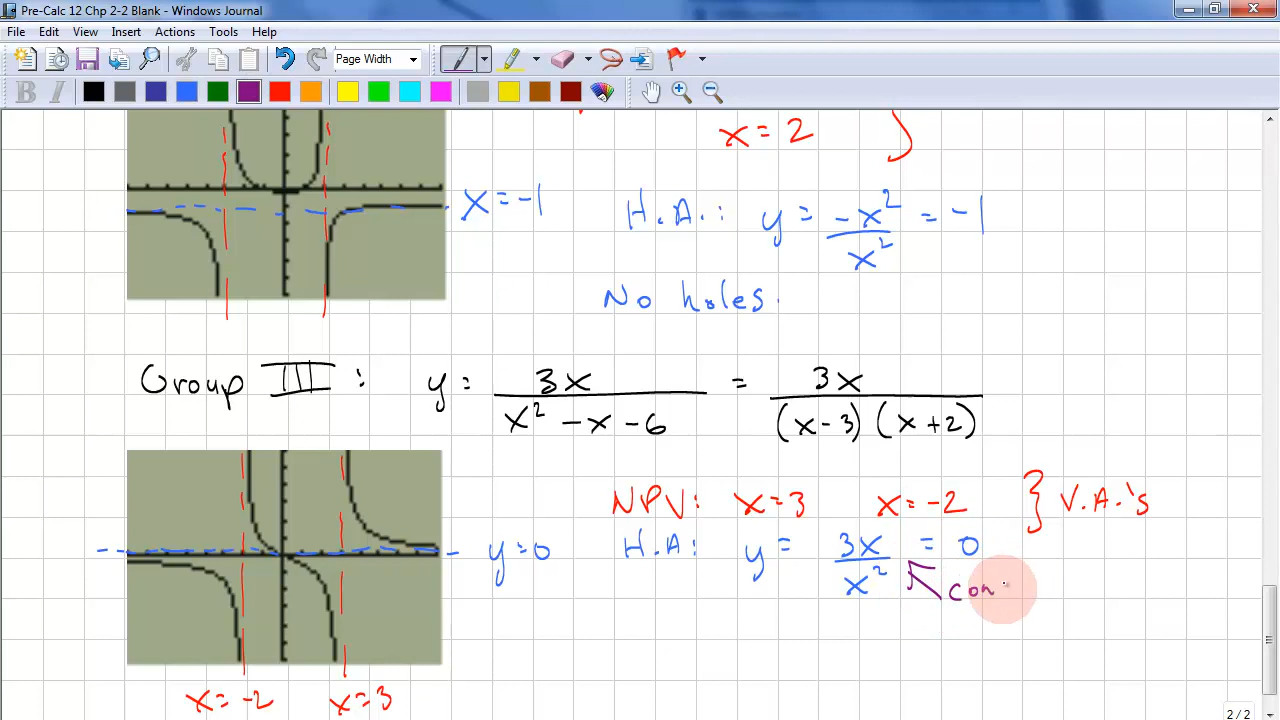 Pre-Calc 12 Chp 2-2 Blank - Windows Journal
File Edit View Insert Actions Tools Help
Page Width
B I
x = 2
x = -1
H.A.: y = -x² / x² = -1
No holes.
Group III: y = 3x / x² - x - 6 = 3x / (x-3)(x+2)
NPV: x=3 x=-2 } V.A.'s
y=0
H.A: y = 3x / x² = 0
con
x=-2 x=3
2 / 2